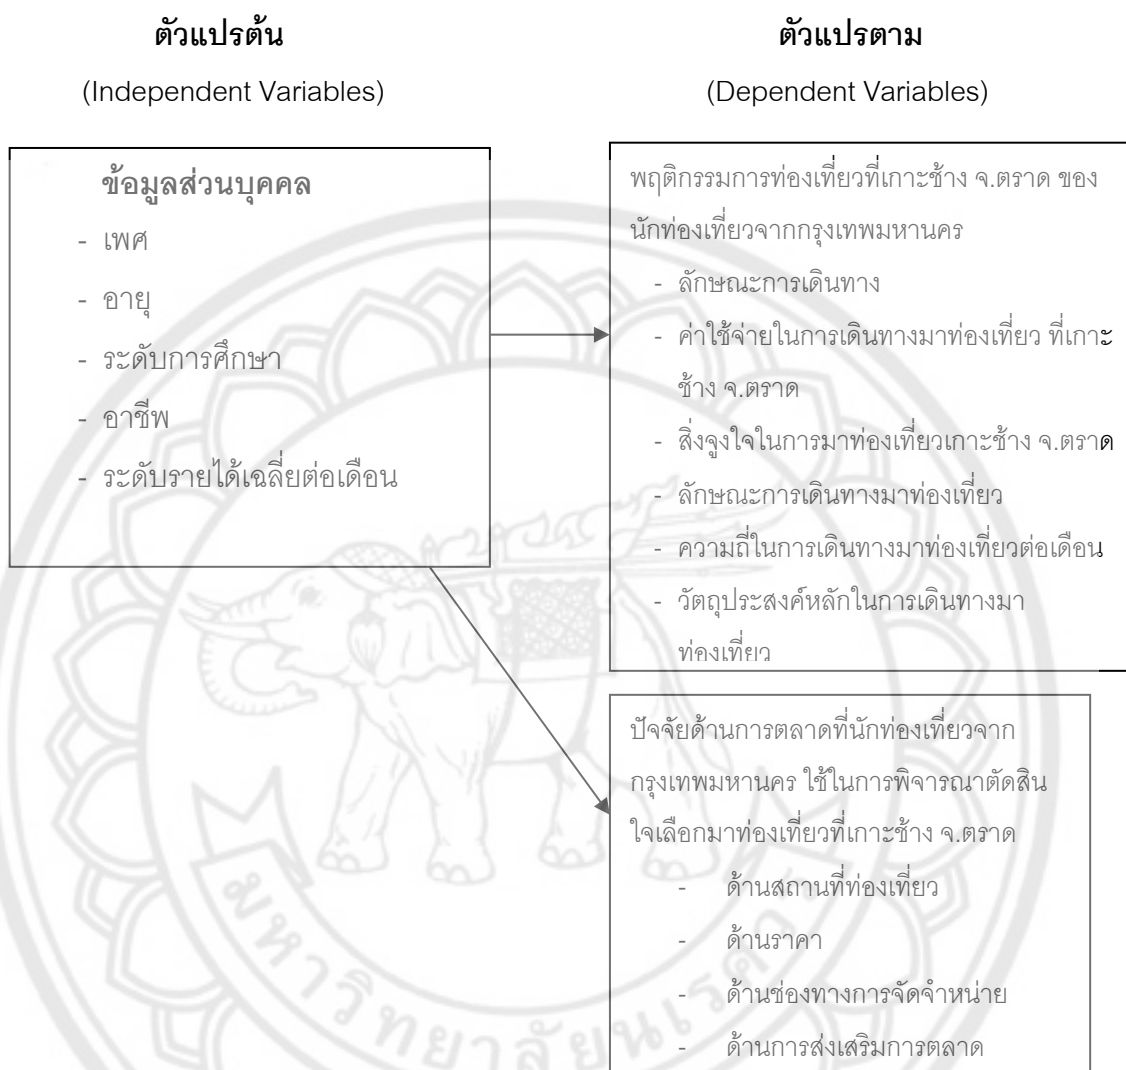 ตัวแปรต้น
(Independent Variables)
ข้อมูลส่วนบุคคล
- เพศ
- อายุ
- ระดับการศึกษา
- อาชีพ
- ระดับรายได้เฉลี่ยต่อเดือน
ตัวแปรตาม
(Dependent Variables)
พฤติกรรมการท่องเที่ยวที่เกาะช้าง จ.ตราด ของ
นักท่องเที่ยวจากกรุงเทพมหานคร
- ลักษณะการเดินทาง
- ค่าใช้จ่ายในการเดินทางมาท่องเที่ยว ที่เกาะ
ช้าง จ.ตราด
- สิ่งจูงใจในการมาท่องเที่ยวเกาะช้าง จ.ตราด
- ลักษณะการเดินทางมาท่องเที่ยว
- ความถี่ในการเดินทางมาท่องเที่ยวต่อเดือน
- วัตถุประสงค์หลักในการเดินทางมา
ท่องเที่ยว
ปัจจัยด้านการตลาดที่นักท่องเที่ยวจาก
กรุงเทพมหานคร ใช้ในการพิจารณาตัดสิน
ใจเลือกมาท่องเที่ยวที่เกาะช้าง จ.ตราด
- ด้านสถานที่ท่องเที่ยว
- ด้านราคา
- ด้านช่องทางการจัดจำหน่าย
- ด้านการส่งเสริมการตลาด
มหาวิทยาลัยนเรศวร